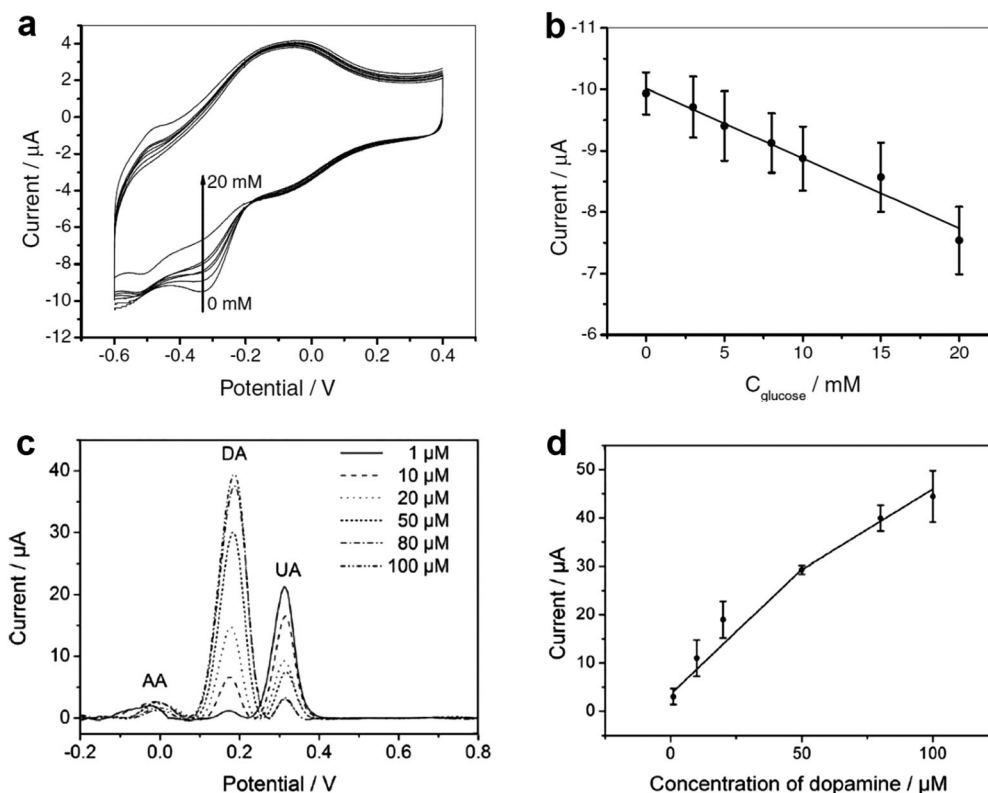 a
4
2
0
-2
-4
-6
-8
-10
-12
Current / µA
20 mM
0 mM
-0.6
-0.4
-0.2
0.0
0.2
0.4
Potential / V
b
-11
-10
-9
-8
-7
-6
Current / µA
0
5
10
15
20
C glucose / mM
c
40
30
20
10
0
Current / µA
DA
UA
AA
1 µM
10 µM
20 µM
50 µM
80 µM
100 µM
-0.2
0.0
0.2
0.4
0.6
0.8
Potential / V
d
50
40
30
20
10
0
Current / µA
0
50
100
Concentration of dopamine / µM